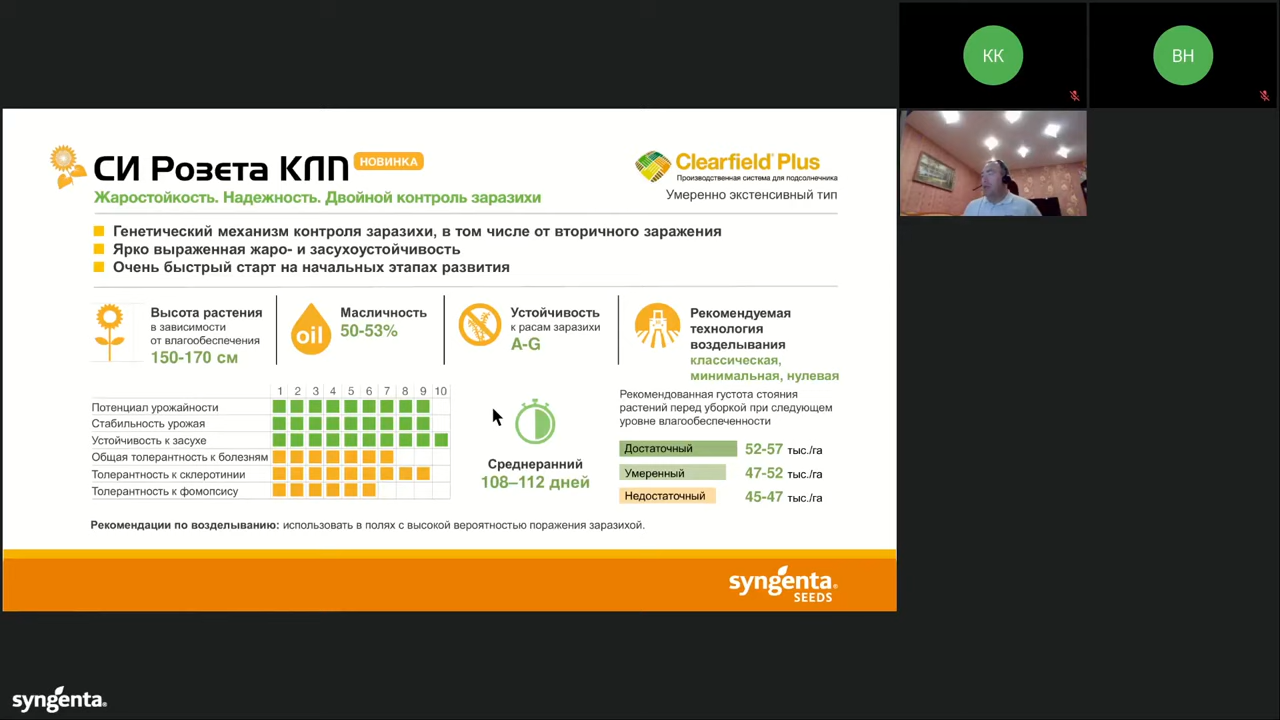 КК
ВН
СИ Розета КЛП
НОВИНКА
Жаростойкость. Надежность. Двойной контроль заразихи
Clearfield® Plus
Производственная система для подсолнечника
Умеренно экстенсивный тип
Генетический механизм контроля заразихи, в том числе от вторичного заражения
Ярко выраженная жаро- и засухоустойчивость
Очень быстрый старт на начальных этапах развития
Высота растения
в зависимости
от влагообеспечения
150-170 см
oil
Масличность
50-53%
Устойчивость
к расам заразихи
A-G
Рекомендуемая
технология
возделывания
классическая,
минимальная, нулевая
1 2 3 4 5 6 7 8 9 10
Потенциал урожайности
Стабильность урожая
Устойчивость к засухе
Общая толерантность к болезням
Толерантность к склеротинии
Толерантность к фомопсису
Среднеранний
108–112 дней
Рекомендованная густота стояния
растений перед уборкой при следующем
уровне влагообеспеченности
Достаточный 52-57 тыс./га
Умеренный 47-52 тыс./га
Недостаточный 45-47 тыс./га
Рекомендации по возделыванию: использовать в полях с высокой вероятностью поражения заразихой.
syngenta®
SEEDS
syngenta®